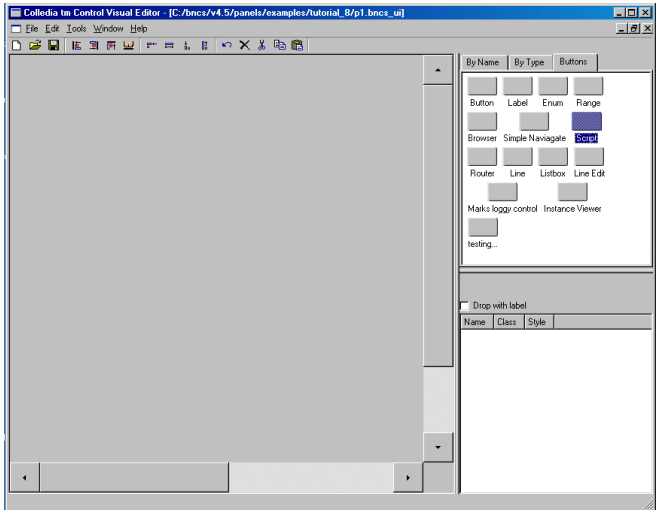 Colledia tm Control Visual Editor - [C:/bncs/v4.5/panels/examples/tutorial_8/p1.bncs_ui]
File Edit Tools Window Help
By Name By Type Buttons
Button Label Enum Range
Browser Simple Naviagate Script
Router Line Listbox Line Edit
Marks loggy control Instance Viewer
testing...
Drop with label
Name Class Style